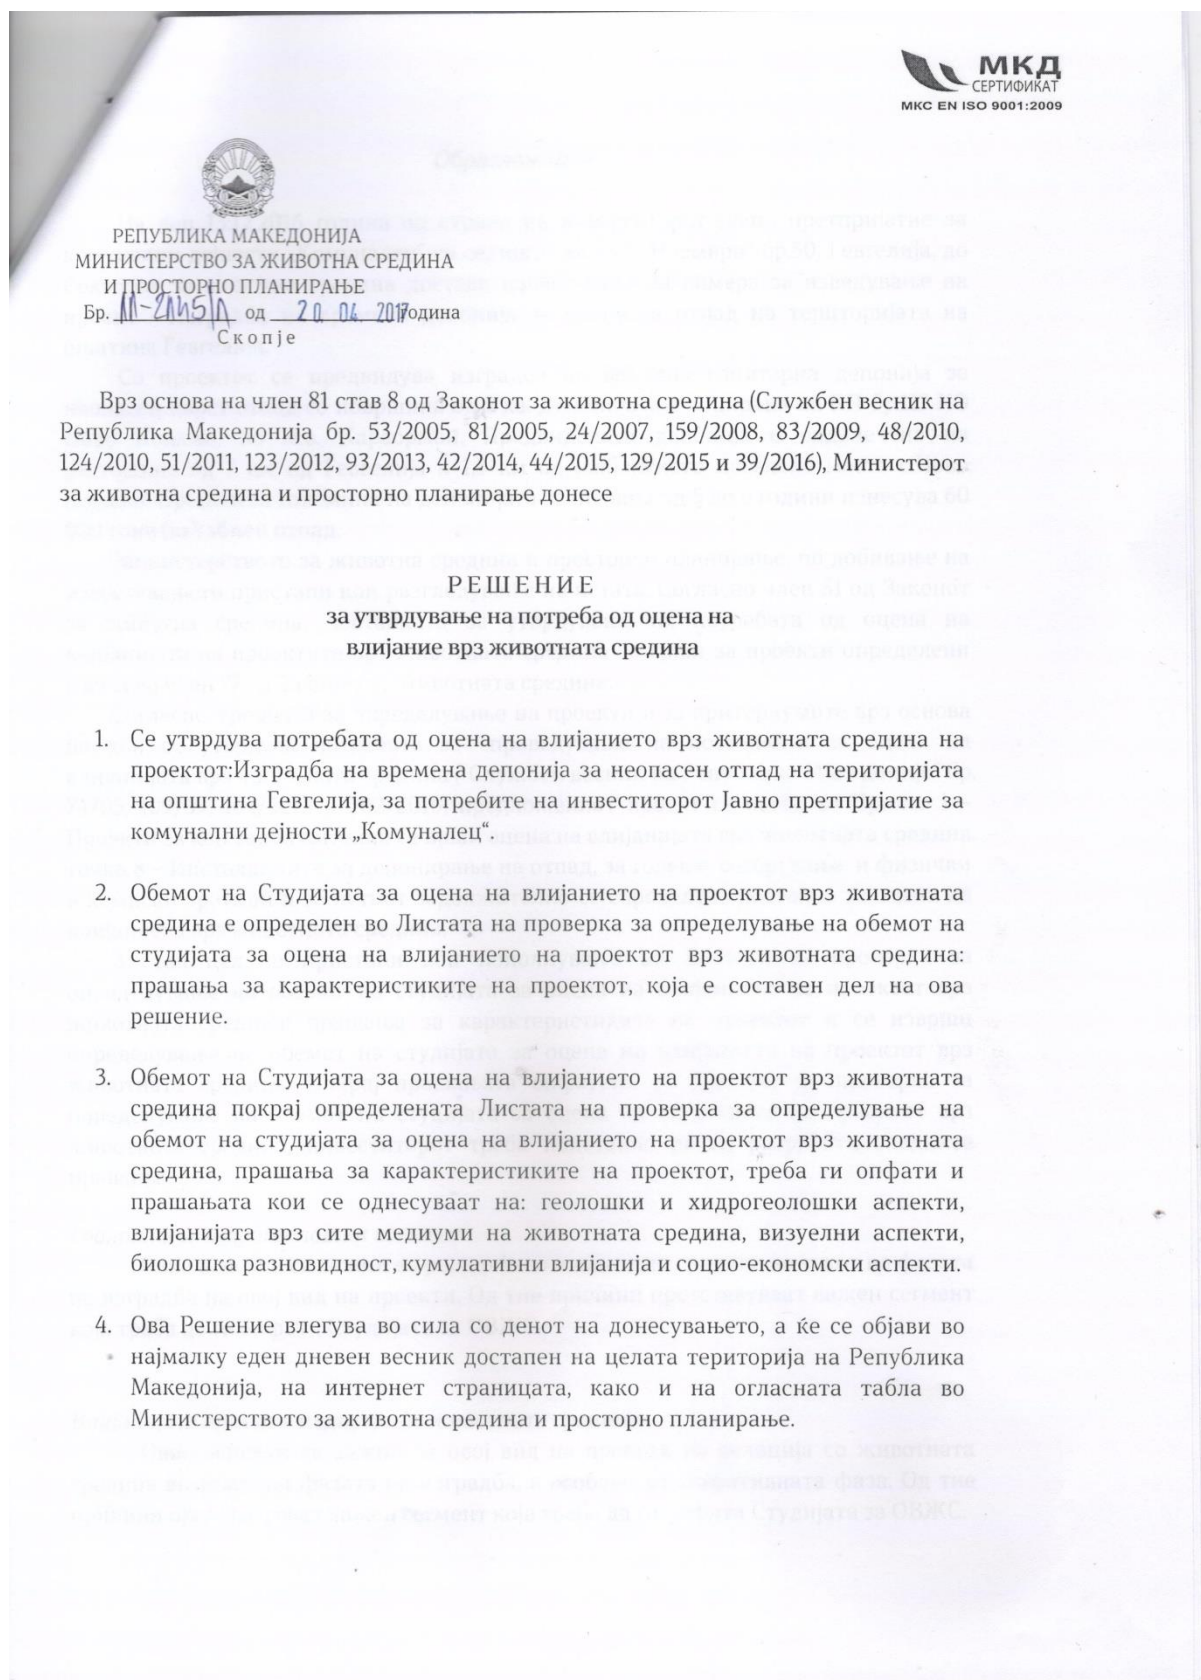 МКД
СЕРТИФИКАТ
МКС EN ISO 9001:2009
РЕПУБЛИКА МАКЕДОНИЈА
МИНИСТЕРСТВО ЗА ЖИВОТНА СРЕДИНА
И ПРОСТОРНО ПЛАНИРАЊЕ
Бр. 11-2145/1 од 20.04.2017 година
Скопје
Врз основа на член 81 став 8 од Законот за животна средина (Службен весник на
Република Македонија бр. 53/2005, 81/2005, 24/2007, 159/2008, 83/2009, 48/2010,
124/2010, 51/2011, 123/2012, 93/2013, 42/2014, 44/2015, 129/2015 и 39/2016), Министерот
за животна средина и просторно планирање донесе
РЕШЕНИЕ
за утврдување на потреба од оцена на
влијание врз животната средина
1. Се утврдува потребата од оцена на влијанието врз животната средина на
проектот:Изградба на времена депонија за неопасен отпад на територијата
на општина Гевгелија, за потребите на инвеститорот Јавно претпријатие за
комунални дејности „Комуналец“.
2. Обемот на Студијата за оцена на влијанието на проектот врз животната
средина е определен во Листата на проверка за определување на обемот на
студијата за оцена на влијанието на проектот врз животната средина:
прашања за карактеристиките на проектот, која е составен дел на ова
решение.
3. Обемот на Студијата за оцена на влијанието на проектот врз животната
средина покрај определената Листата на проверка за определување на
обемот на студијата за оцена на влијанието на проектот врз животната
средина, прашања за карактеристиките на проектот, треба ги опфати и
прашањата кои се однесуваат на: геолошки и хидрогеолошки аспекти,
влијанијата врз сите медиуми на животната средина, визуелни аспекти,
биолошка разновидност, кумулативни влијанија и социо-економски аспекти.
4. Ова Решение влегува во сила со денот на донесувањето, а ќе се објави во
најмалку еден дневен весник достапен на целата територија на Република
Македонија, на интернет страницата, како и на огласната табла во
Министерството за животна средина и просторно планирање.